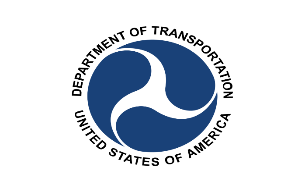 DEPARTMENT OF TRANSPORTATION
UNITED STATES OF AMERICA